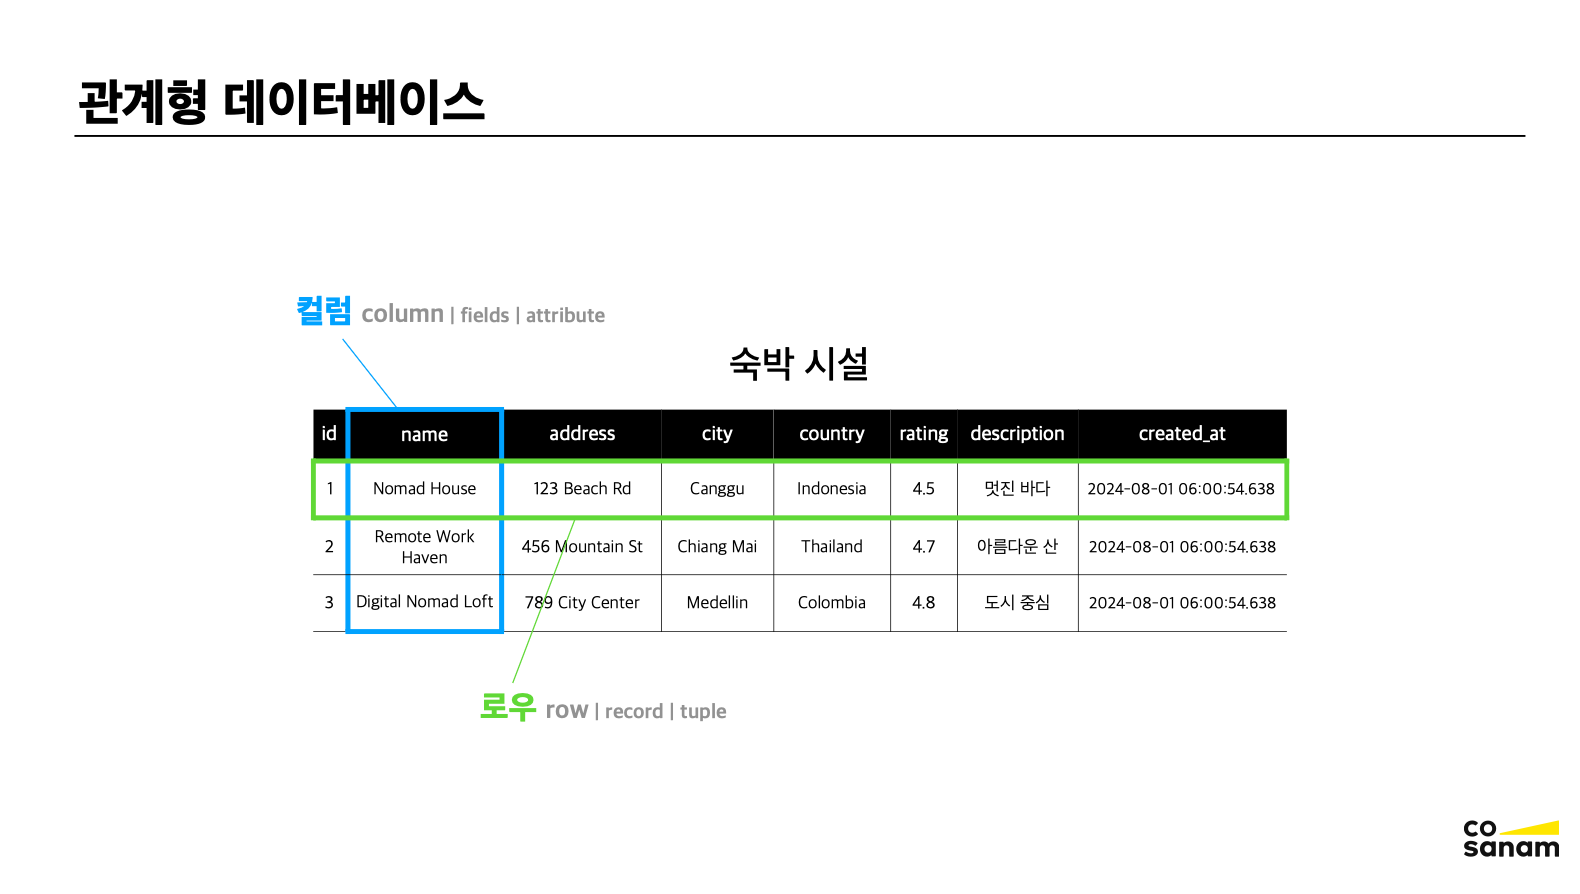 관계형 데이터베이스
컬럼 column | fields | attribute
숙박 시설
id name address city country rating description created_at
1 Nomad House 123 Beach Rd Canggu Indonesia 4.5 멋진 바다 2024-08-01 06:00:54.638
2 Remote Work Haven 456 Mountain St Chiang Mai Thailand 4.7 아름다운 산 2024-08-01 06:00:54.638
3 Digital Nomad Loft 789 City Center Medellin Colombia 4.8 도시 중심 2024-08-01 06:00:54.638
로우 row | record | tuple
co
sanam